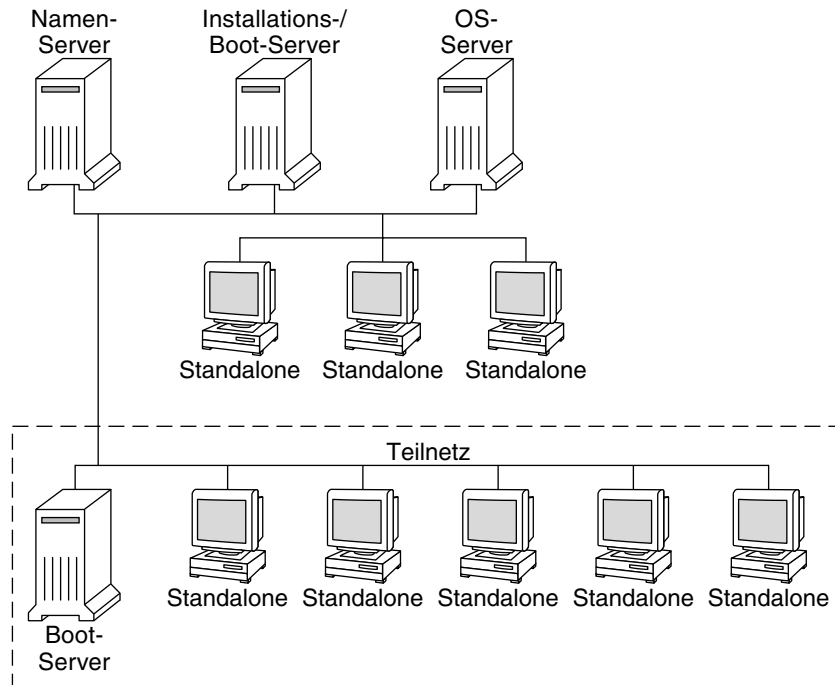 Namen-
Server
Installations-/
Boot-Server
OS-
Server
Standalone
Standalone
Standalone
Teilnetz
Boot-
Server
Standalone
Standalone
Standalone
Standalone
Standalone